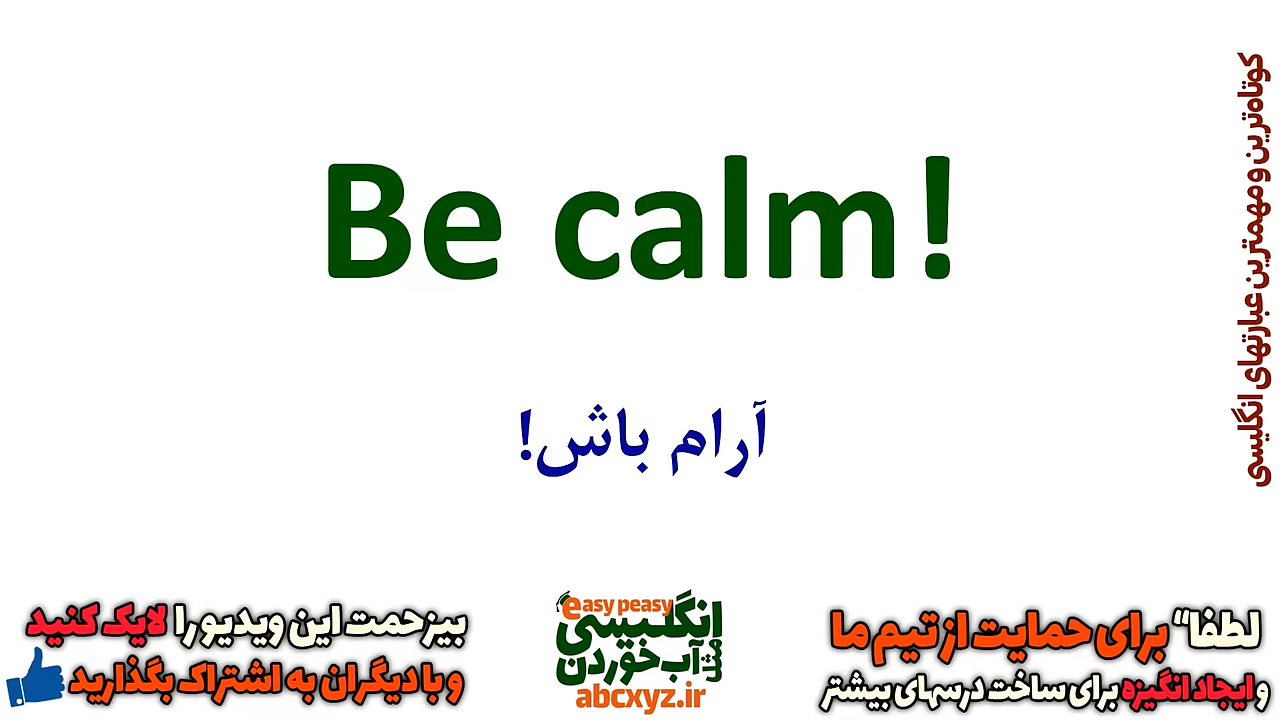 Be calm!
آرام باش!
کوتاه‌ترین و مهمترین عبارتهای انگلیسی
لطفا“ برای حمایت از تیم ما
و ایجاد انگیزه برای ساخت درسهای بیشتر
easy peasy
انگلیسی
مثل آب خوردن
abcxyz.ir
بیزحمت این ویدیو را لایک کنید
و با دیگران به اشتراک بگذارید